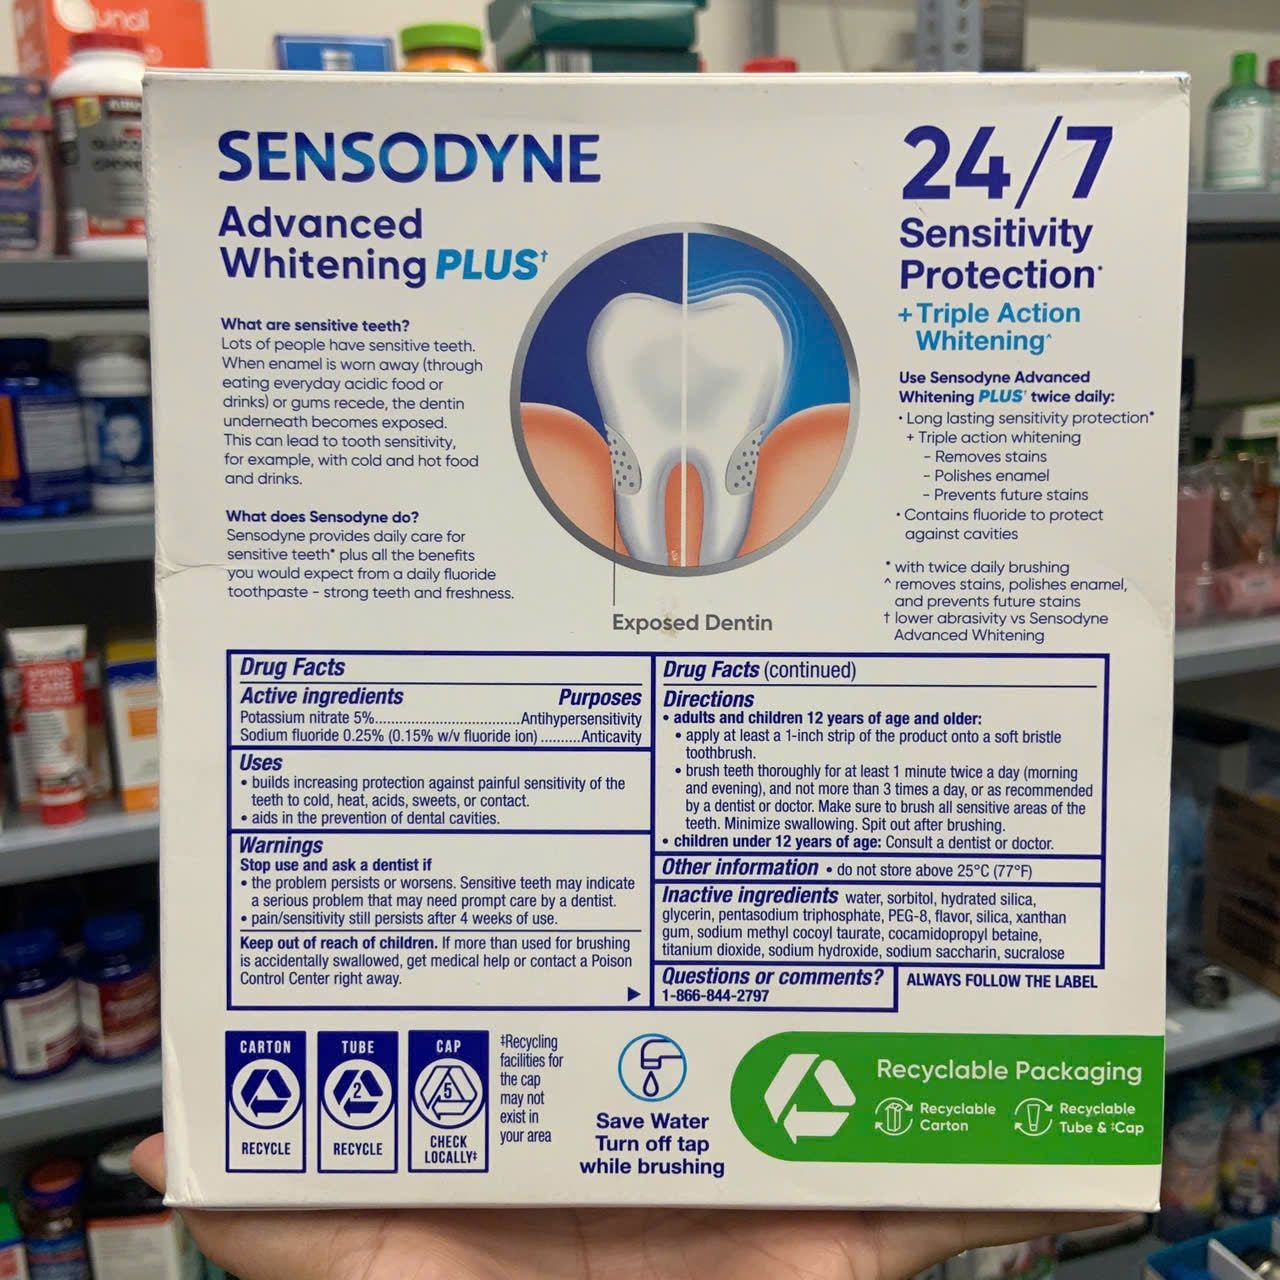 SENSODYNE
Advanced
Whitening PLUS†
What are sensitive teeth?
Lots of people have sensitive teeth.
When enamel is worn away (through
eating everyday acidic food or
drinks) or gums recede, the dentin
underneath becomes exposed.
This can lead to tooth sensitivity,
for example, with cold and hot food
and drinks.
What does Sensodyne do?
Sensodyne provides daily care for
sensitive teeth* plus all the benefits
you would expect from a daily fluoride
toothpaste - strong teeth and freshness.
Exposed Dentin
24/7
Sensitivity
Protection*
+ Triple Action
Whitening^
Use Sensodyne Advanced
Whitening PLUS† twice daily:
• Long lasting sensitivity protection*
+ Triple action whitening
- Removes stains
- Polishes enamel
- Prevents future stains
• Contains fluoride to protect
against cavities
* with twice daily brushing
^ removes stains, polishes enamel,
and prevents future stains
† lower abrasivity vs Sensodyne
Advanced Whitening
Drug Facts
Active ingredients Purposes
Potassium nitrate 5%..................................Antihypersensitivity
Sodium fluoride 0.25% (0.15% w/v fluoride ion)..........Anticavity
Uses
• builds increasing protection against painful sensitivity of the
teeth to cold, heat, acids, sweets, or contact.
• aids in the prevention of dental cavities.
Warnings
Stop use and ask a dentist if
• the problem persists or worsens. Sensitive teeth may indicate
a serious problem that may need prompt care by a dentist.
• pain/sensitivity still persists after 4 weeks of use.
Keep out of reach of children. If more than used for brushing
is accidentally swallowed, get medical help or contact a Poison
Control Center right away.
Drug Facts (continued)
Directions
• adults and children 12 years of age and older:
• apply at least a 1-inch strip of the product onto a soft bristle
toothbrush.
• brush teeth thoroughly for at least 1 minute twice a day (morning
and evening), and not more than 3 times a day, or as recommended
by a dentist or doctor. Make sure to brush all sensitive areas of the
teeth. Minimize swallowing. Spit out after brushing.
• children under 12 years of age: Consult a dentist or doctor.
Other information • do not store above 25°C (77°F)
Inactive ingredients water, sorbitol, hydrated silica,
glycerin, pentasodium triphosphate, PEG-8, flavor, silica, xanthan
gum, sodium methyl cocoyl taurate, cocamidopropyl betaine,
titanium dioxide, sodium hydroxide, sodium saccharin, sucralose
Questions or comments?
1-866-844-2797
ALWAYS FOLLOW THE LABEL
CARTON
RECYCLE
TUBE
2
RECYCLE
CAP
5
CHECK
LOCALLY‡
‡Recycling
facilities for
the cap
may not
exist in
your area
Save Water
Turn off tap
while brushing
Recyclable Packaging
Recyclable
Carton
Recyclable
Tube & ‡Cap